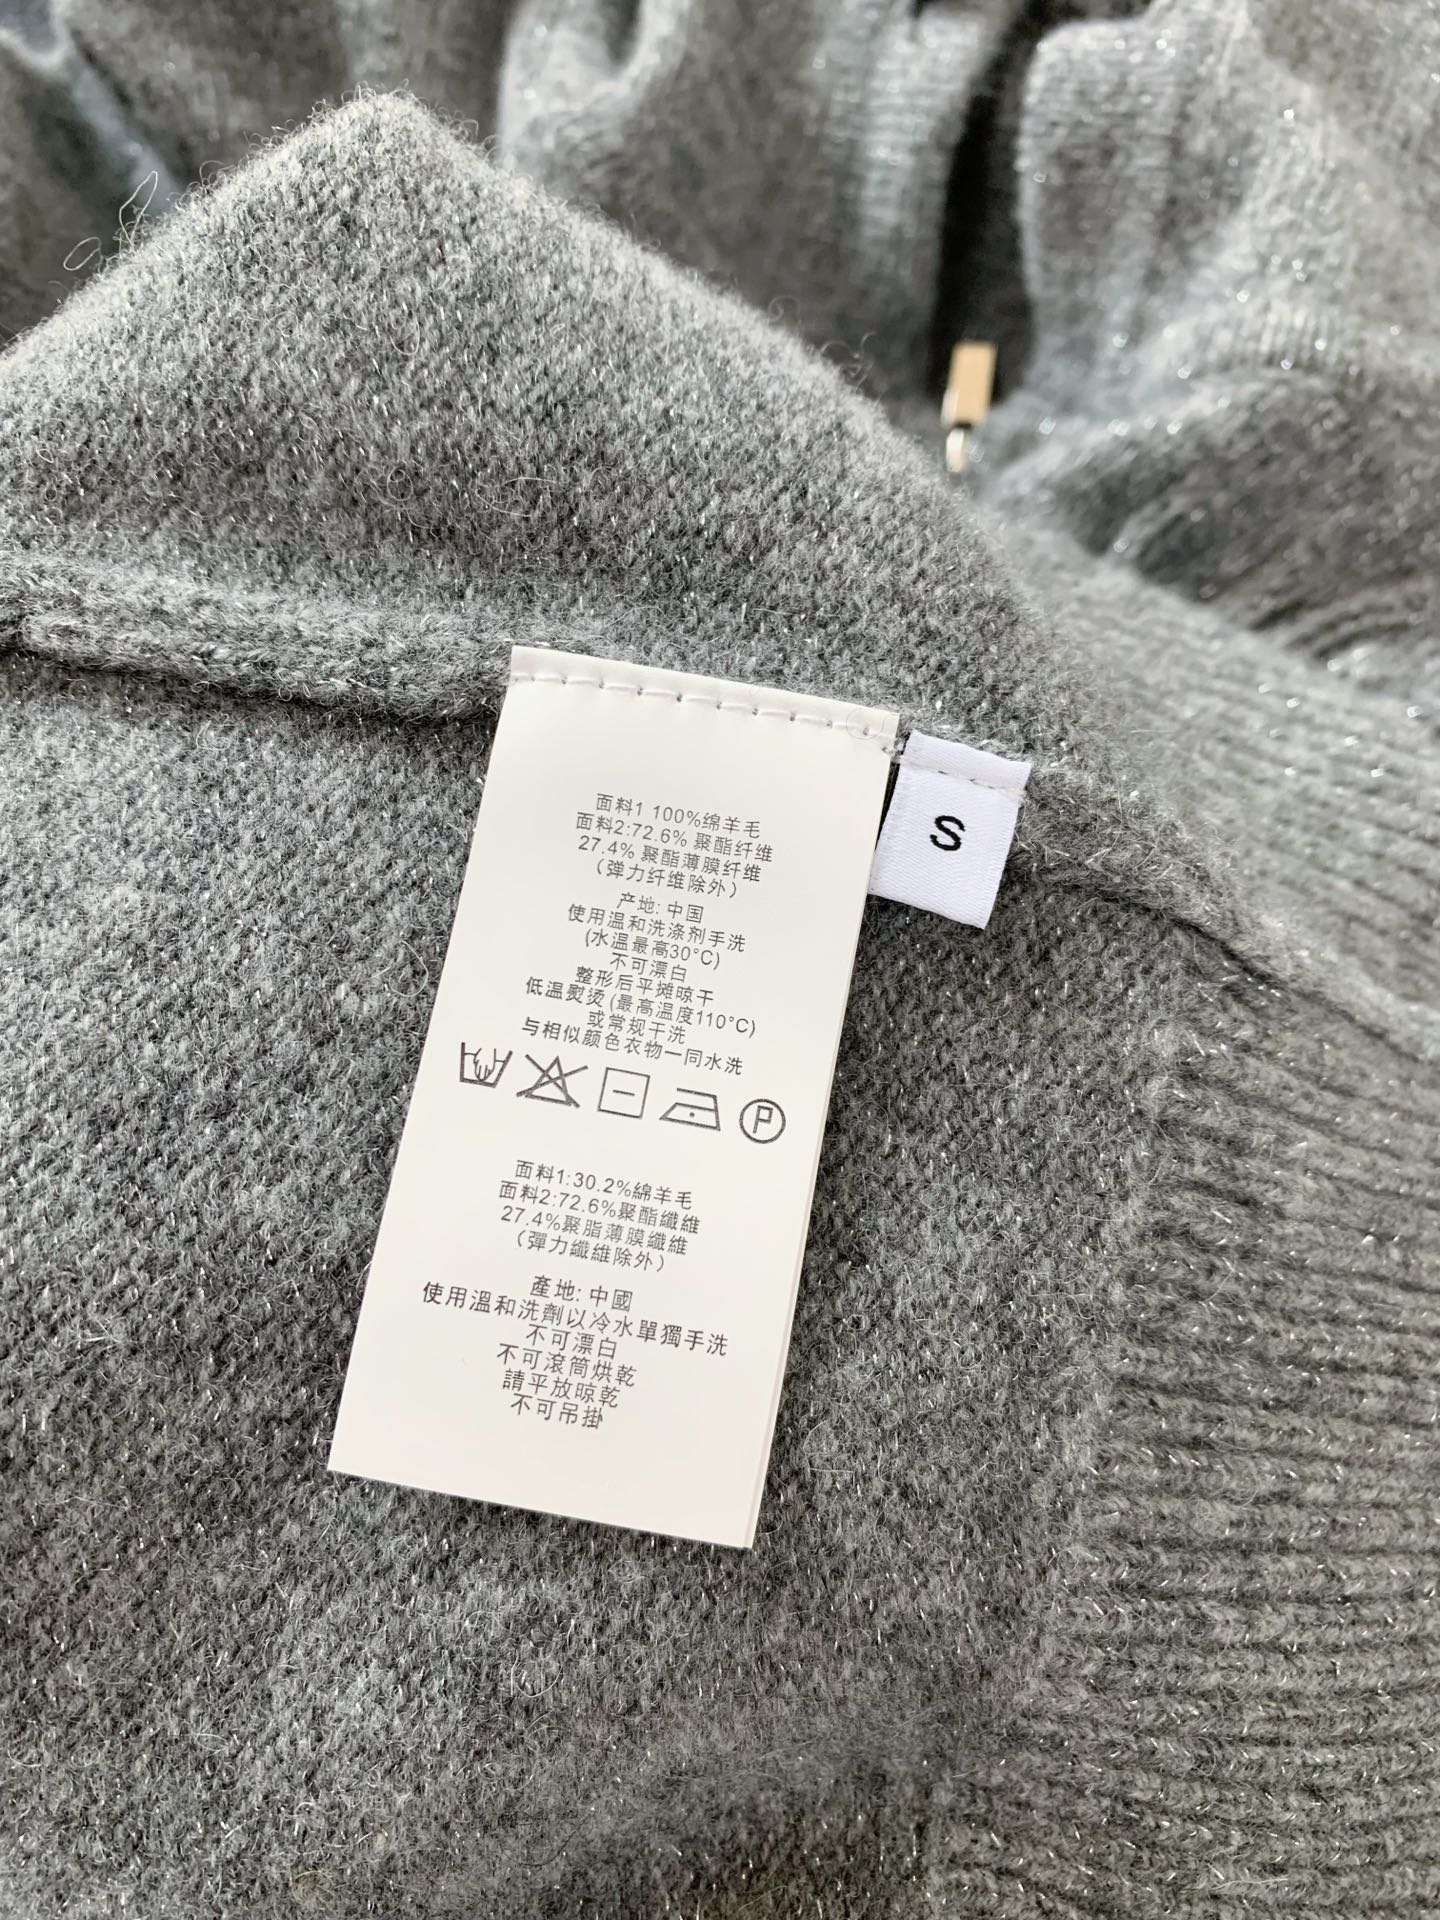 面料1 100%绵羊毛
面料2:72.6% 聚酯纤维
27.4% 聚酯薄膜纤维
（弹力纤维除外）
产地: 中国
使用温和洗涤剂手洗
(水温最高30°C)
不可漂白
整形后平摊晾干
低温熨烫 (最高温度110°C)
或常规干洗
与相似颜色衣物一同水洗
P
面料1:30.2%綿羊毛
面料2:72.6%聚酯纖維
27.4%聚脂薄膜纖維
（彈力纖維除外）
產地: 中國
使用溫和洗劑以冷水單獨手洗
不可漂白
不可滾筒烘乾
請平放晾乾
不可吊掛
S